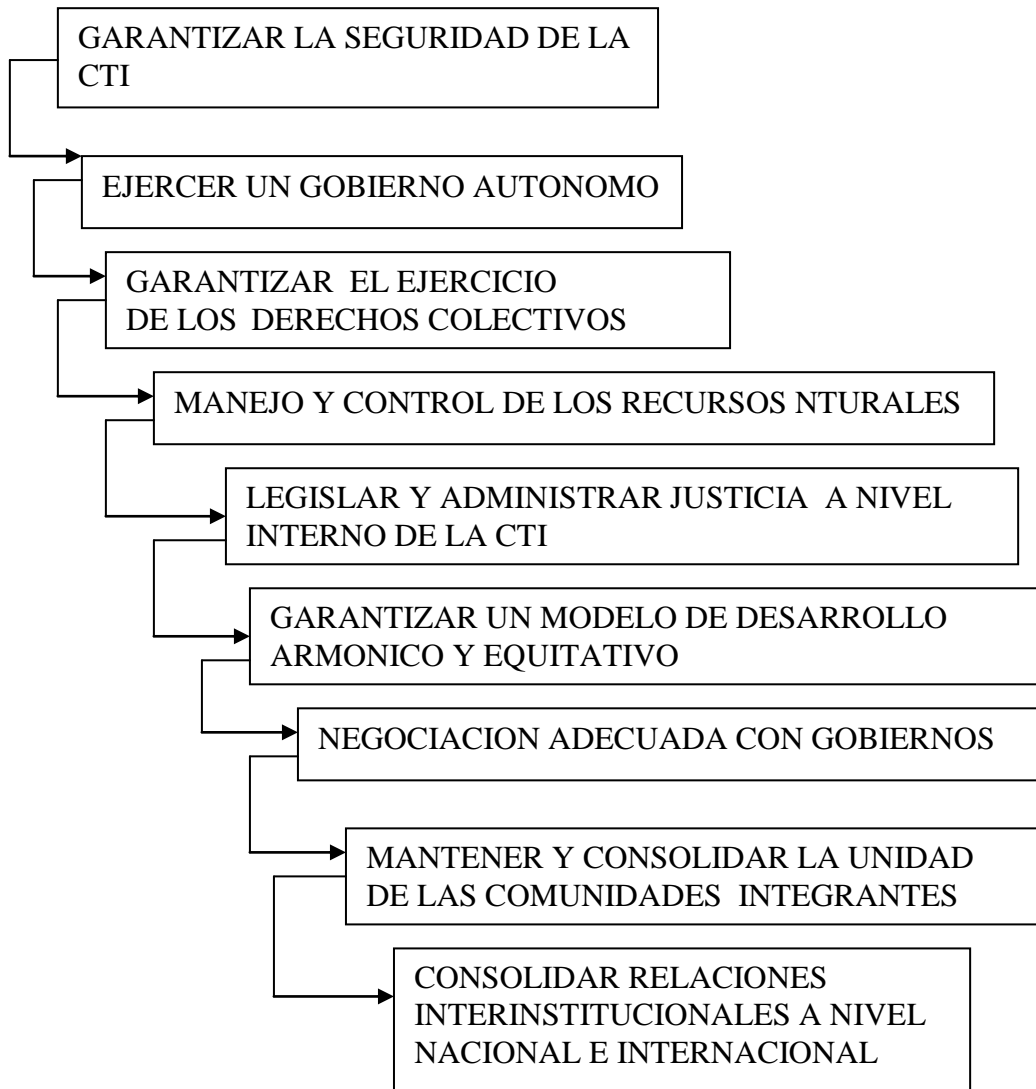 GARANTIZAR LA SEGURIDAD DE LA
CTI
EJERCER UN GOBIERNO AUTONOMO
GARANTIZAR EL EJERCICIO
DE LOS DERECHOS COLECTIVOS
MANEJO Y CONTROL DE LOS RECURSOS NTURALES
LEGISLAR Y ADMINISTRAR JUSTICIA A NIVEL
INTERNO DE LA CTI
GARANTIZAR UN MODELO DE DESARROLLO
ARMONICO Y EQUITATIVO
NEGOCIACION ADECUADA CON GOBIERNOS
MANTENER Y CONSOLIDAR LA UNIDAD
DE LAS COMUNIDADES INTEGRANTES
CONSOLIDAR RELACIONES
INTERINSTITUCIONALES A NIVEL
NACIONAL E INTERNACIONAL